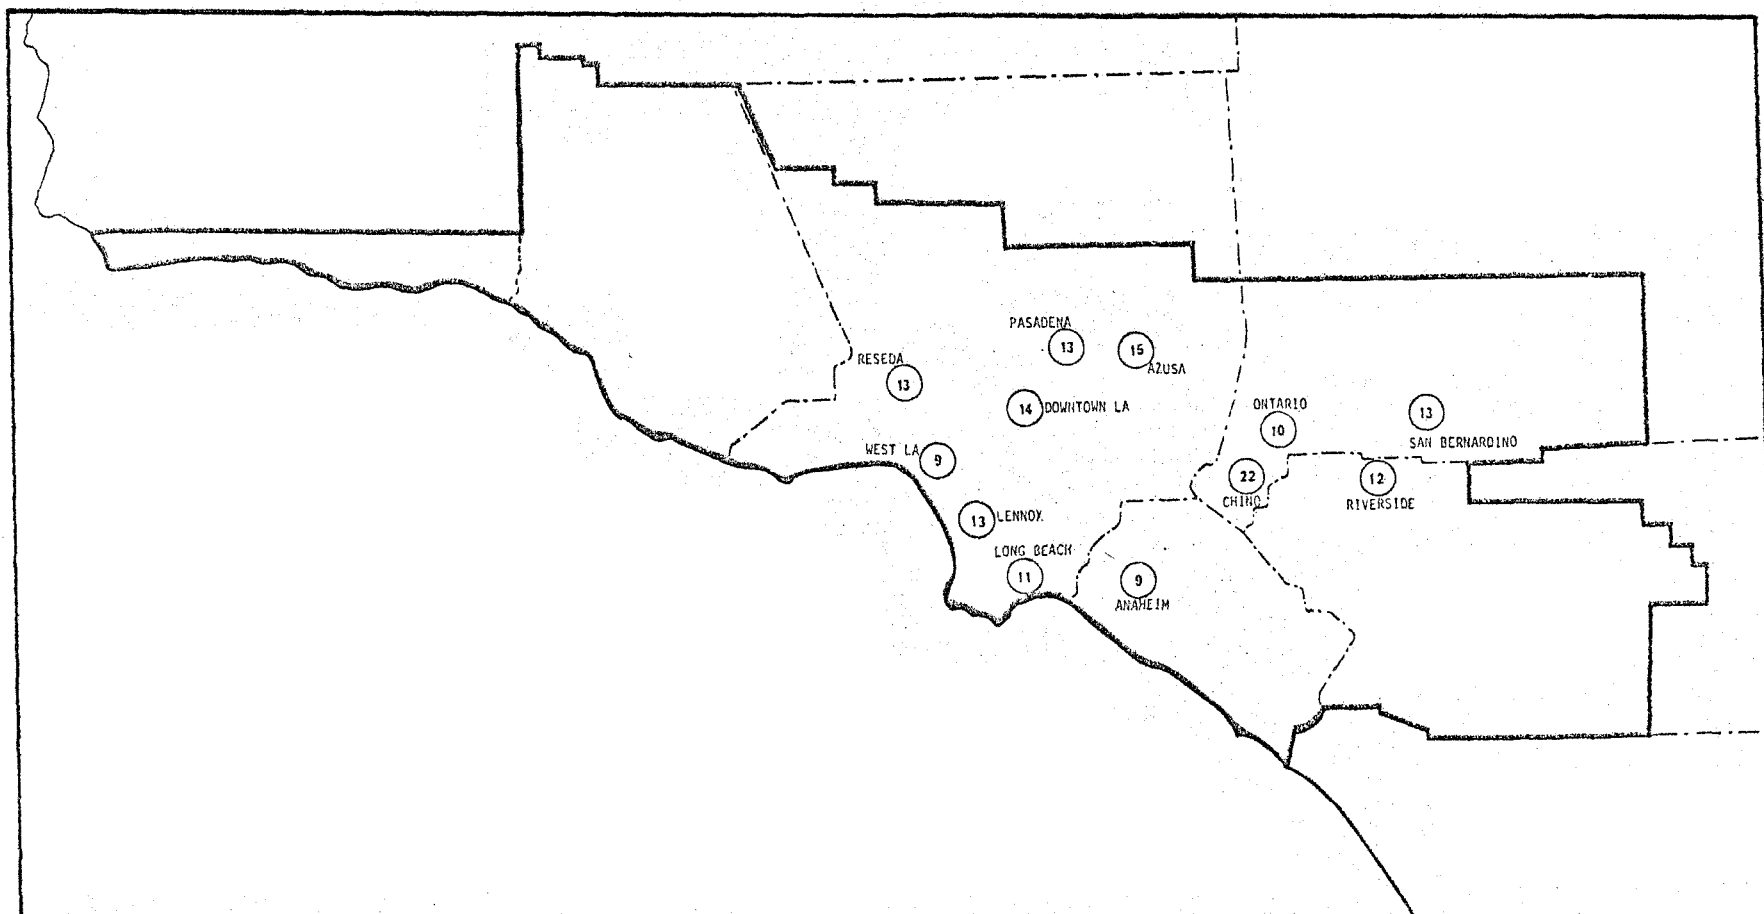 PASADENA
13
15
AZUSA
RESEDA
13
14 DOWNTOWN LA
ONTARIO
10
13
SAN BERNARDINO
WEST LA 9
22
CHINO
12
RIVERSIDE
13 LENNOX
LONG BEACH
11
9
ANAHEIM